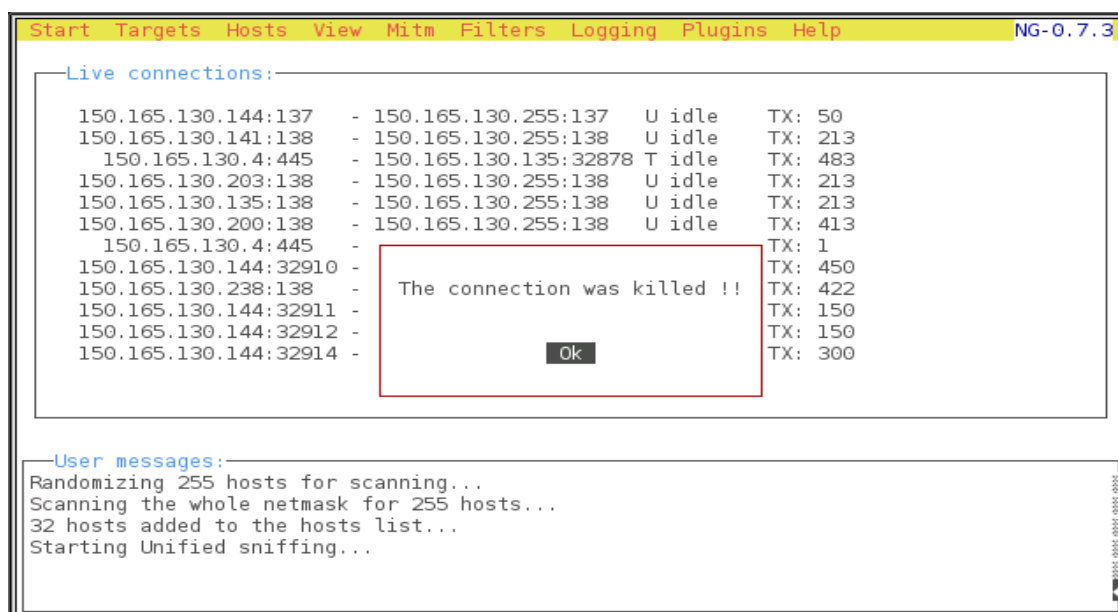 Start Targets Hosts View Mitm Filters Logging Plugins Help NG-0.7.3
Live connections:
150.165.130.144:137 - 150.165.130.255:137 U idle TX: 50
150.165.130.141:138 - 150.165.130.255:138 U idle TX: 213
150.165.130.4:445 - 150.165.130.135:32878 T idle TX: 483
150.165.130.203:138 - 150.165.130.255:138 U idle TX: 213
150.165.130.135:138 - 150.165.130.255:138 U idle TX: 213
150.165.130.200:138 - 150.165.130.255:138 U idle TX: 413
150.165.130.4:445 - TX: 1
150.165.130.144:32910 - TX: 450
150.165.130.238:138 - TX: 422
150.165.130.144:32911 - TX: 150
150.165.130.144:32912 - TX: 150
150.165.130.144:32914 - TX: 300
The connection was killed !!
Ok
User messages:
Randomizing 255 hosts for scanning...
Scanning the whole netmask for 255 hosts...
32 hosts added to the hosts list...
Starting Unified sniffing...